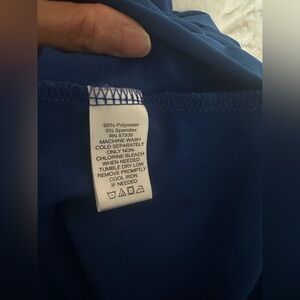 95% Polyester
5% Spandex
RN 87935
MACHINE WASH
COLD SEPARATELY
ONLY NON-
CHLORINE BLEACH
WHEN NEEDED
TUMBLE DRY LOW
REMOVE PROMPTLY
COOL IRON
IF NEEDED